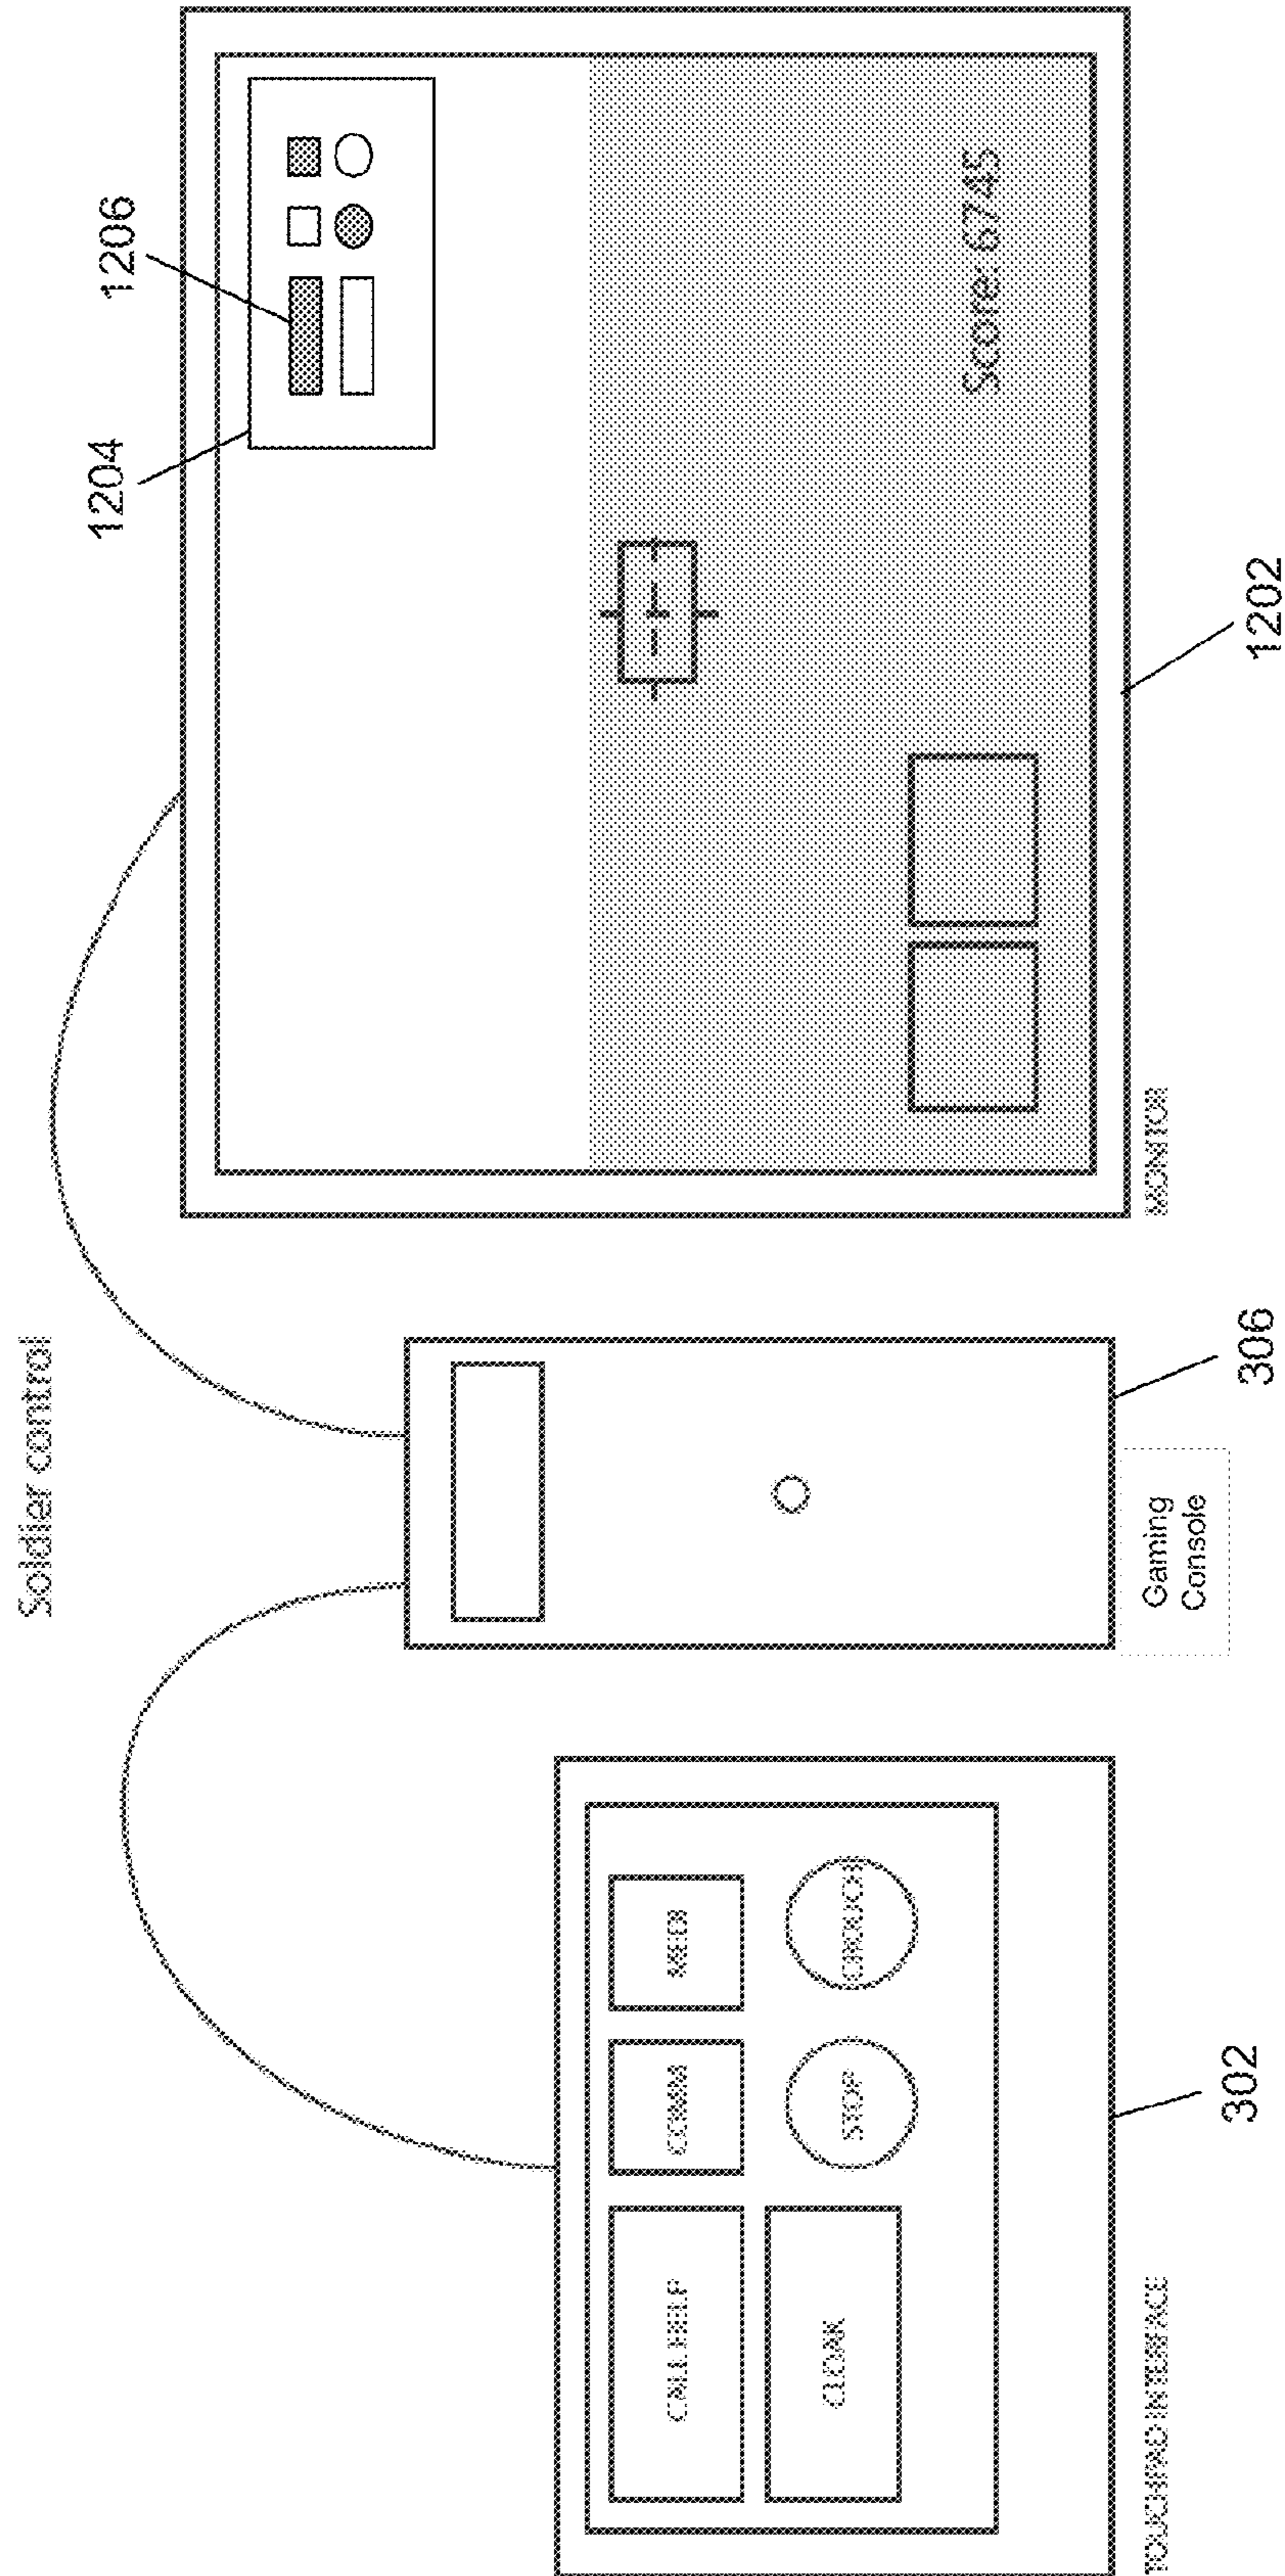 Soldier control
1204
1206
CALL HELP
COMM
MEDI
CLOAK
STOP
CROUCH
Score: 6745
TOUCHPAD INTERFACE
Gaming
Console
MONITOR
302
306
1202